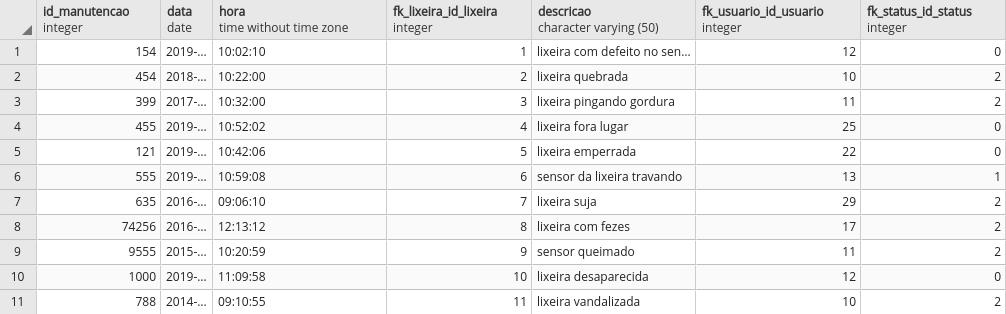 id_manutencao data hora fk_lixeira_id_lixeira descricao fk_usuario_id_usuario fk_status_id_status
integer date time without time zone integer character varying (50) integer integer
1 154 2019-... 10:02:10 1 lixeira com defeito no sen... 12 0
2 454 2018-... 10:22:00 2 lixeira quebrada 10 2
3 399 2017-... 10:32:00 3 lixeira pingando gordura 11 2
4 455 2019-... 10:52:02 4 lixeira fora lugar 25 0
5 121 2019-... 10:42:06 5 lixeira emperrada 22 0
6 555 2019-... 10:59:08 6 sensor da lixeira travando 13 1
7 635 2016-... 09:06:10 7 lixeira suja 29 2
8 74256 2016-... 12:13:12 8 lixeira com fezes 17 2
9 9555 2015-... 10:20:59 9 sensor queimado 11 2
10 1000 2019-... 11:09:58 10 lixeira desaparecida 12 0
11 788 2014-... 09:10:55 11 lixeira vandalizada 10 2